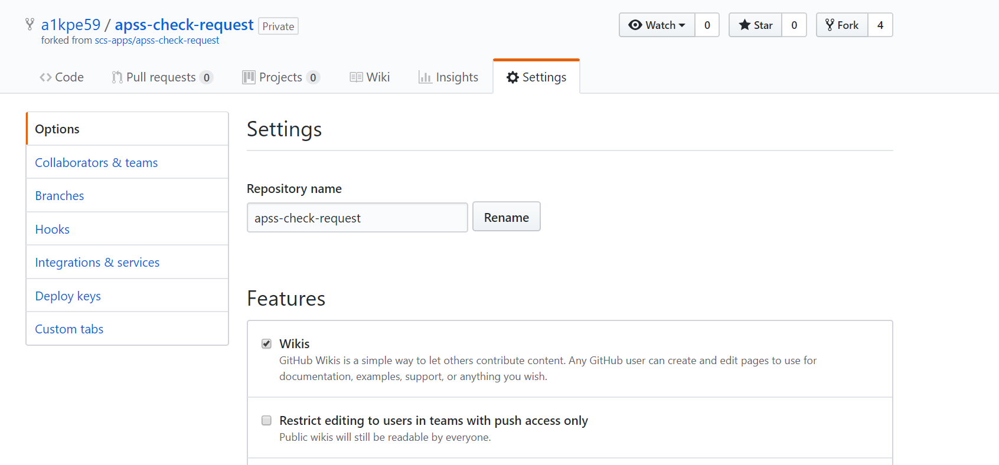 a1kpe59 / apss-check-request Private
forked from scs-apps/apss-check-request
Watch 0 Star 0 Fork 4
Code Pull requests 0 Projects 0 Wiki Insights Settings
Options
Collaborators & teams
Branches
Hooks
Integrations & services
Deploy keys
Custom tabs
Settings
Repository name
apss-check-request Rename
Features
Wikis
GitHub Wikis is a simple way to let others contribute content. Any GitHub user can create and edit pages to use for
documentation, examples, support, or anything you wish.
Restrict editing to users in teams with push access only
Public wikis will still be readable by everyone.